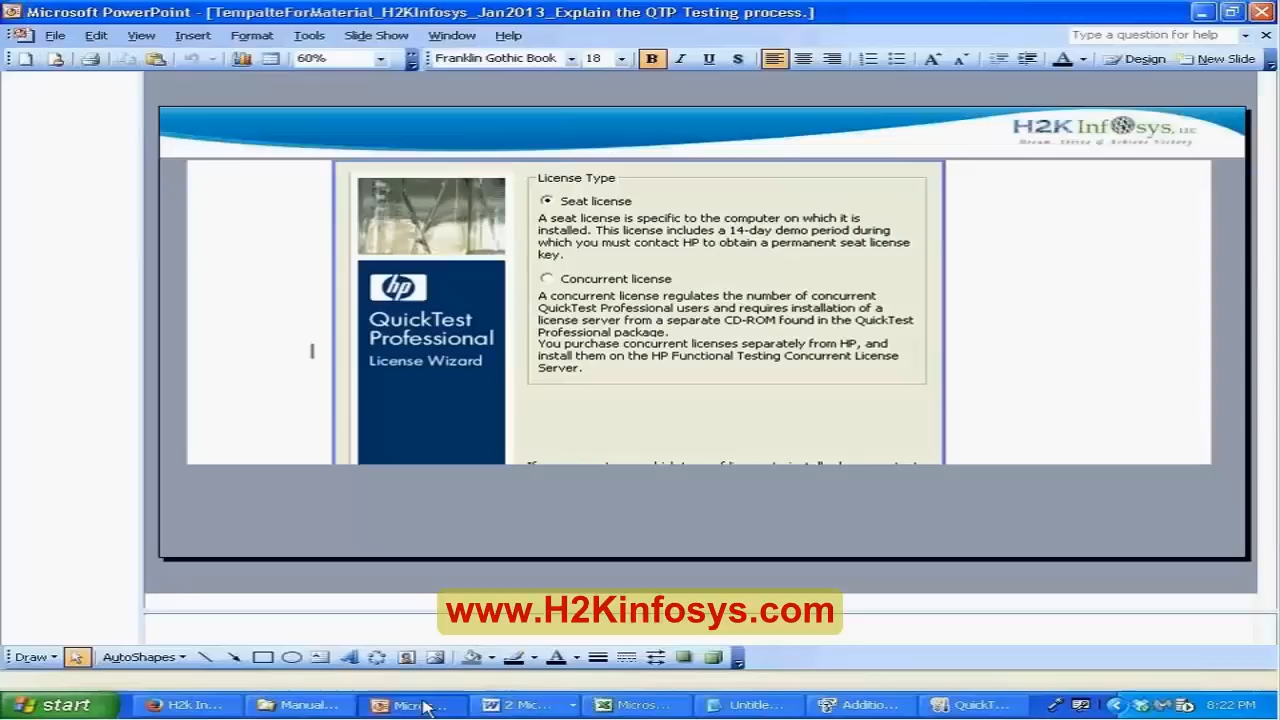 Microsoft PowerPoint - [TempalteForMaterial_H2KInfosys_Jan2013_Explain the QTP Testing process.]
File Edit View Insert Format Tools Slide Show Window Help Type a question for help
60% Franklin Gothic Book 18 B I U S A Design New Slide
H2K Infosys, LLC
License Type
Seat license
A seat license is specific to the computer on which it is
installed. This license includes a 14-day demo period during
which you must contact HP to obtain a permanent seat license
key.
Concurrent license
A concurrent license regulates the number of concurrent
QuickTest Professional users and requires installation of a
license server from a separate CD-ROM found in the QuickTest
Professional package.
You purchase concurrent licenses separately from HP, and
install them on the HP Functional Testing Concurrent License
Server.
hp
QuickTest
Professional
License Wizard
www.H2Kinfosys.com
Draw AutoShapes
start H2k In... Manual... Micro... 2 Mic... Micros... Untitle... Additio... QuickT... 8:22 PM